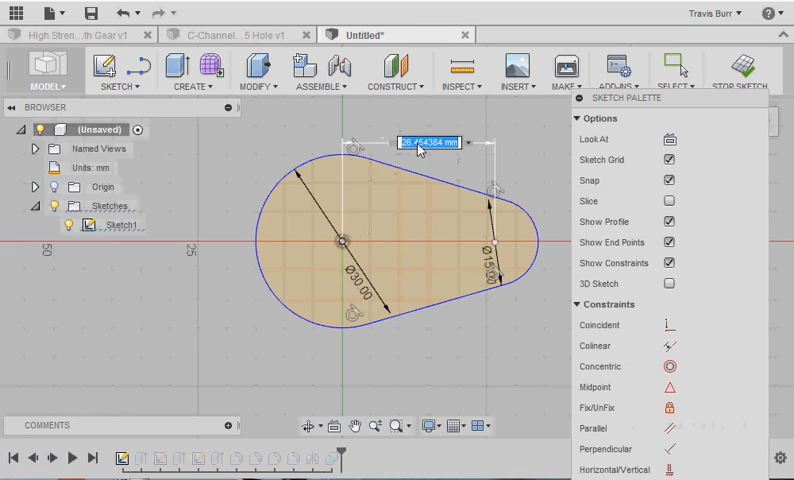 Travis Burr
High Stren...th Gear v1
C-Channel...5 Hole v1
Untitled*
MODEL
SKETCH
CREATE
MODIFY
ASSEMBLE
CONSTRUCT
INSPECT
INSERT
MAKE
ADD-INS
SELECT
STOP SKETCH
BROWSER
SKETCH PALETTE
(Unsaved)
Options
Named Views
Look At
Units: mm
Sketch Grid
Origin
Snap
Sketches
Slice
Sketch1
Show Profile
Show End Points
Show Constraints
3D Sketch
Constraints
Coincident
Colinear
Concentric
Midpoint
Fix/UnFix
Parallel
Perpendicular
Horizontal/Vertical
26.454384 mm
50
25
Ø30.00
Ø15.00
COMMENTS